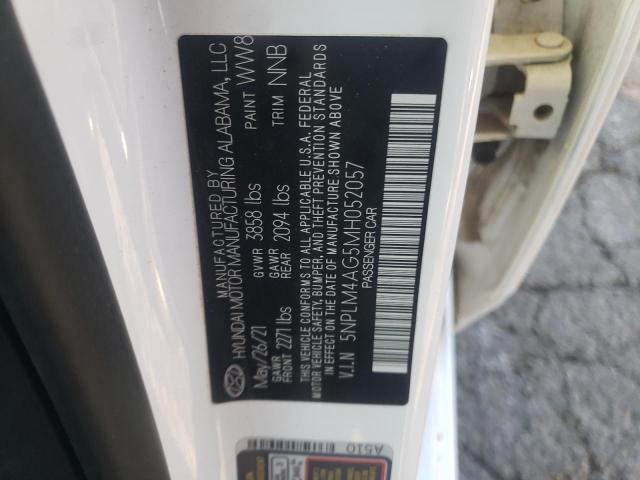 MANUFACTURED BY
HYUNDAI MOTOR MANUFACTURING ALABAMA, LLC
May/26/21 GVWR 3858 lbs PAINT WW8
GAWR FRONT 2271 lbs GAWR REAR 2094 lbs TRIM NNB
THIS VEHICLE CONFORMS TO ALL APPLICABLE U.S.A. FEDERAL
MOTOR VEHICLE SAFETY, BUMPER, AND THEFT PREVENTION STANDARDS
IN EFFECT ON THE DATE OF MANUFACTURE SHOWN ABOVE
V.I.N 5NPLM4AG5MH052057
PASSENGER CAR
A510